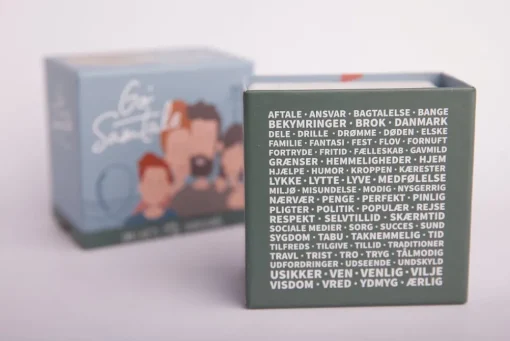 Go'
Samtale
AFTALE · ANSVAR · BAGTALELSE · BANGE
BEKYMRINGER · BROK · DANMARK
DELE · DRILLE · DRØMME · DØDEN · ELSKE
FAMILIE · FANTASI · FEST · FLOV · FORNUFT
FORTRYDE · FRITID · FÆLLESKAB · GAVMILD
GRÆNSER · HEMMELIGHEDER · HJEM
HJÆLPE · HUMOR · KROPPEN · KÆRESTER
LYKKE · LYTTE · LYVE · MEDFØLELSE
MILJØ · MISUNDELSE · MODIG · NYSGERRIG
NÆRVÆR · PENGE · PERFEKT · PINLIG
PLIGTER · POLITIK · POPULÆR · REJSE
RESPEKT · SELVTILLID · SKÆRMTID
SOCIALE MEDIER · SORG · SUCCES · SUND
SYGDOM · TABU · TAKNEMMELIG · TID
TILFREDS · TILGIVE · TILLID · TRADITIONER
TRAVL · TRIST · TRO · TRYG · TÅLMODIG
UDFORDRINGER · UDSEENDE · UNDSKYLD
USIKKER · VEN · VENLIG · VILJE
VISDOM · VRED · YDMYG · ÆRLIG